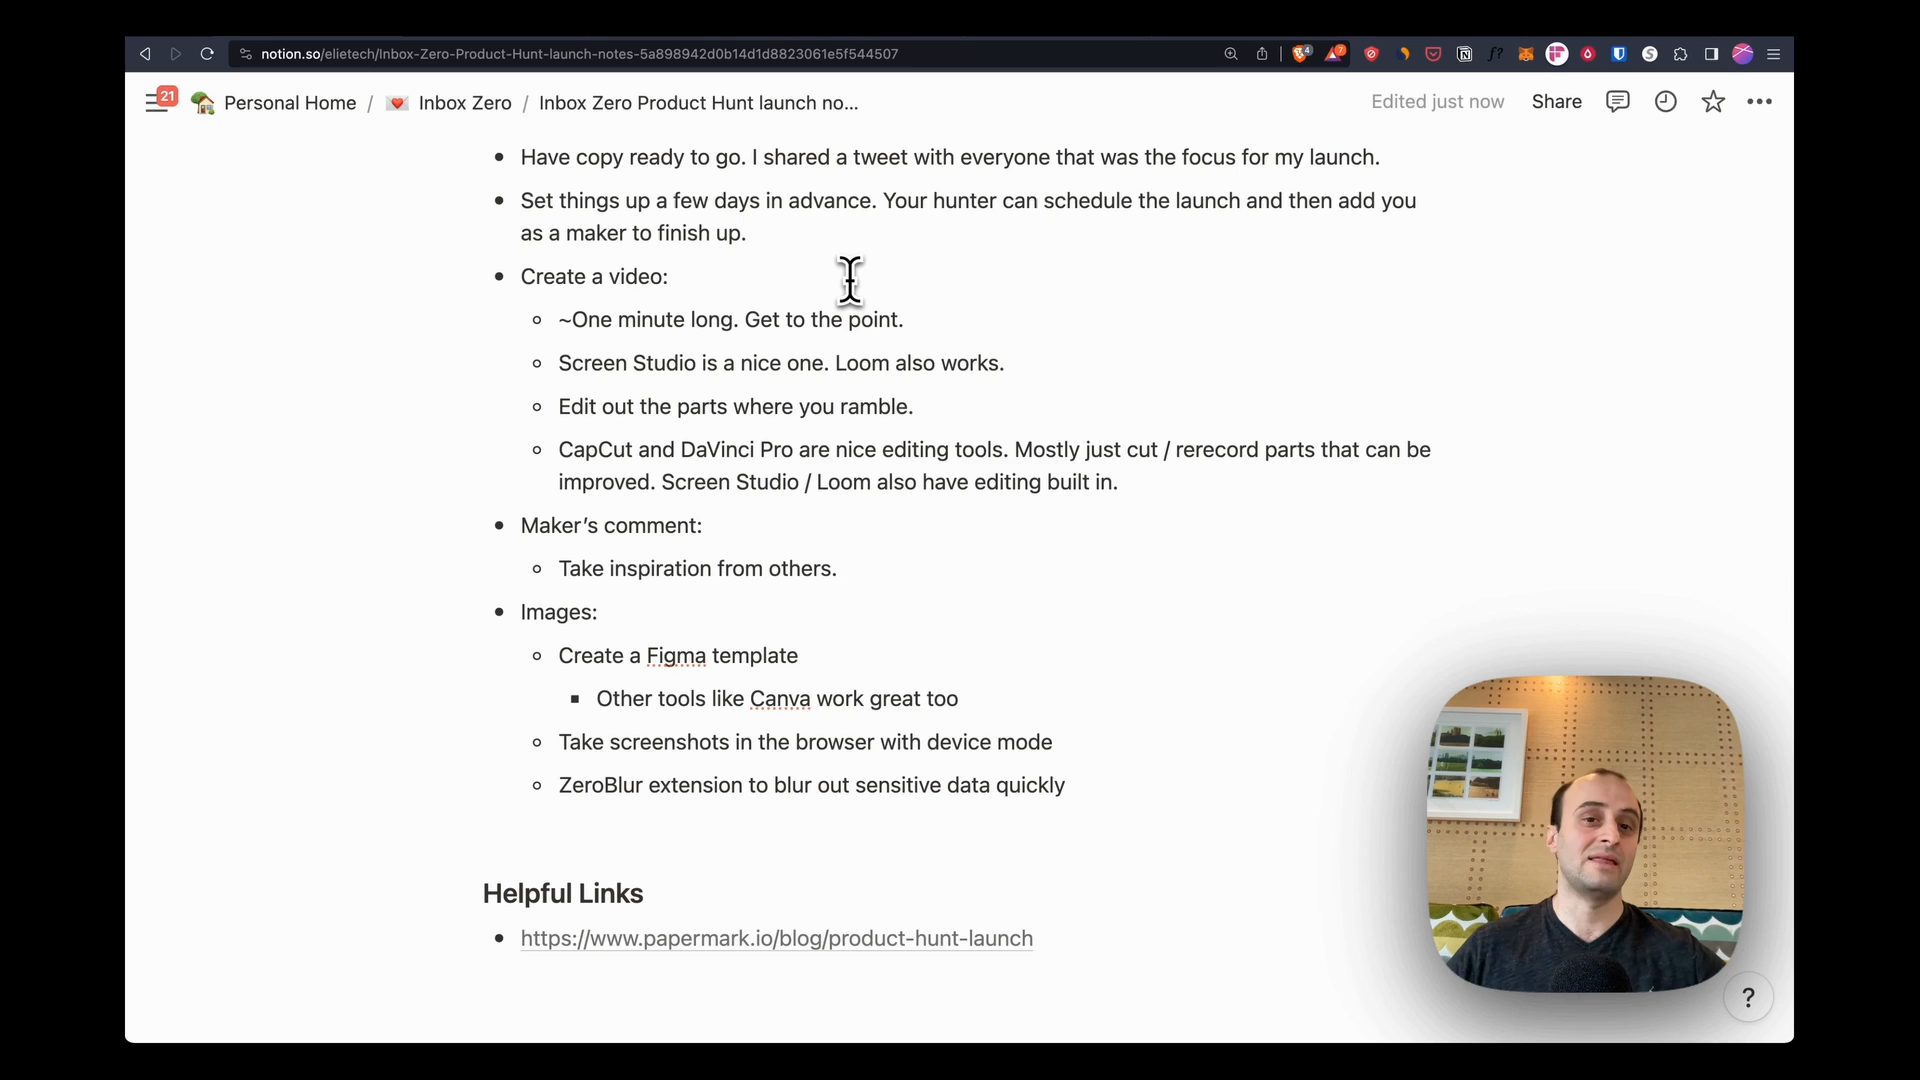 notion.so/elietech/Inbox-Zero-Product-Hunt-launch-notes-5a898942d0b14d1d8823061e5f544507
4
7
21
Personal Home / Inbox Zero / Inbox Zero Product Hunt launch no...
Edited just now
Share
• Have copy ready to go. I shared a tweet with everyone that was the focus for my launch.
• Set things up a few days in advance. Your hunter can schedule the launch and then add you
as a maker to finish up.
• Create a video:
◦ ~One minute long. Get to the point.
◦ Screen Studio is a nice one. Loom also works.
◦ Edit out the parts where you ramble.
◦ CapCut and DaVinci Pro are nice editing tools. Mostly just cut / rerecord parts that can be
improved. Screen Studio / Loom also have editing built in.
• Maker’s comment:
◦ Take inspiration from others.
• Images:
◦ Create a Figma template
▪ Other tools like Canva work great too
◦ Take screenshots in the browser with device mode
◦ ZeroBlur extension to blur out sensitive data quickly
Helpful Links
• https://www.papermark.io/blog/product-hunt-launch
?